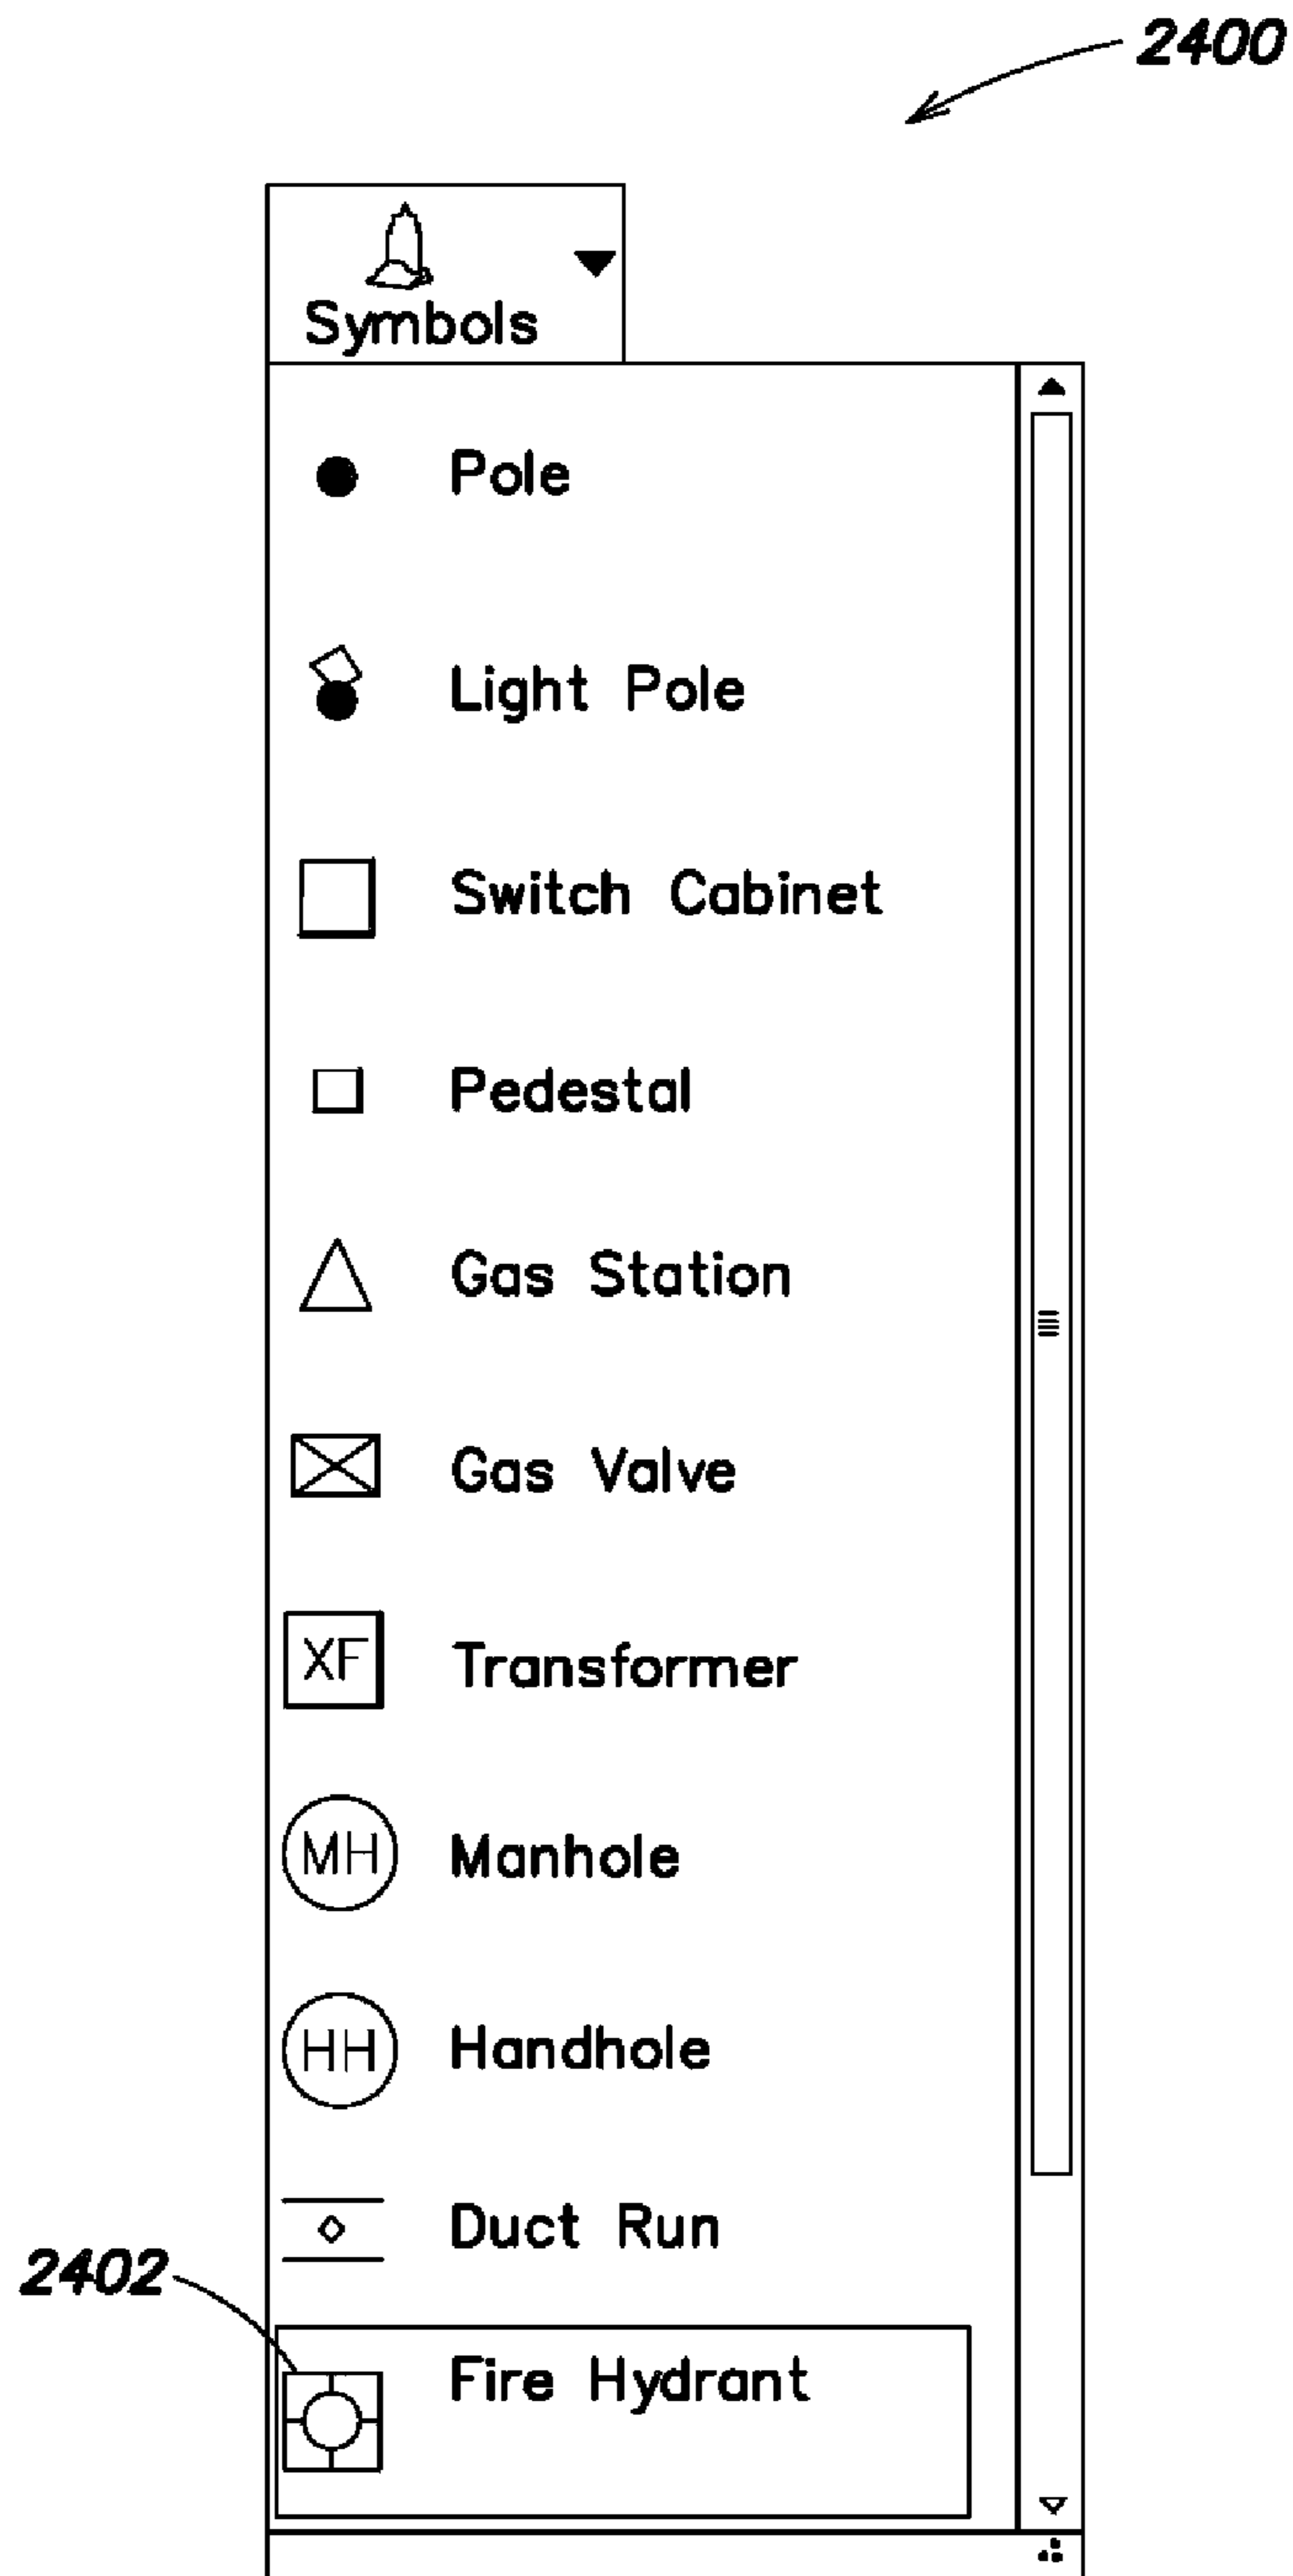 2400
Symbols
Pole
Light Pole
Switch Cabinet
Pedestal
Gas Station
Gas Valve
XF Transformer
MH Manhole
HH Handhole
Duct Run
2402
Fire Hydrant